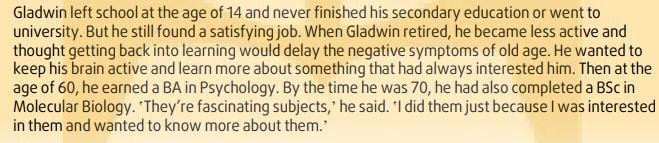 Gladwin left school at the age of 14 and never finished his secondary education or went to
university. But he still found a satisfying job. When Gladwin retired, he became less active and
thought getting back into learning would delay the negative symptoms of old age. He wanted to
keep his brain active and learn more about something that had always interested him. Then at the
age of 60, he earned a BA in Psychology. By the time he was 70, he had also completed a BSc in
Molecular Biology. ‘They’re fascinating subjects,’ he said. ‘I did them just because I was interested
in them and wanted to know more about them.’